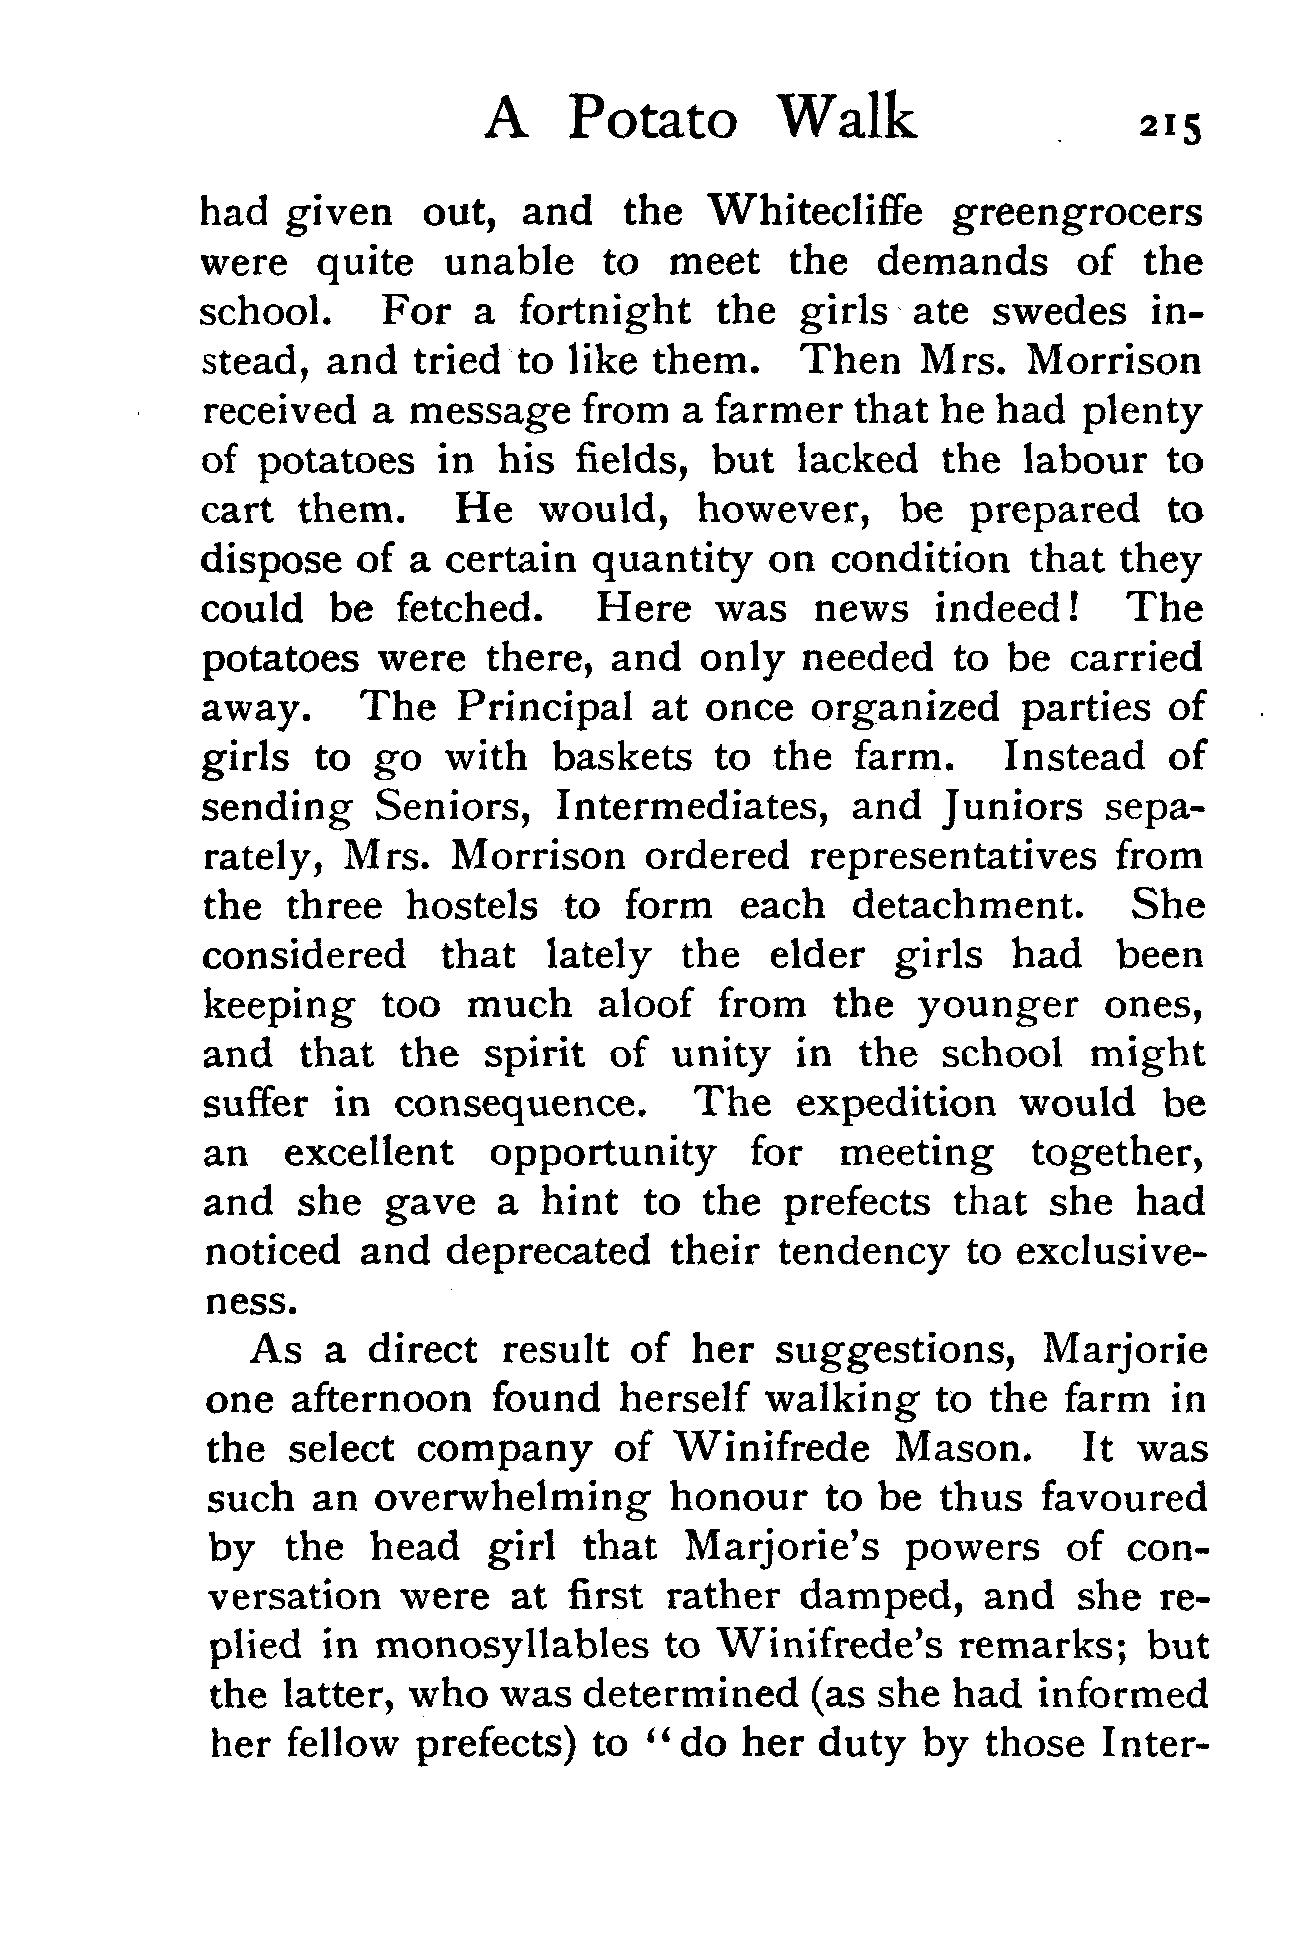 A Potato Walk 215
had given out, and the Whitecliffe greengrocers
were quite unable to meet the demands of the
school. For a fortnight the girls ate swedes in-
stead, and tried to like them. Then Mrs. Morrison
received a message from a farmer that he had plenty
of potatoes in his fields, but lacked the labour to
cart them. He would, however, be prepared to
dispose of a certain quantity on condition that they
could be fetched. Here was news indeed! The
potatoes were there, and only needed to be carried
away. The Principal at once organized parties of
girls to go with baskets to the farm. Instead of
sending Seniors, Intermediates, and Juniors sepa-
rately, Mrs. Morrison ordered representatives from
the three hostels to form each detachment. She
considered that lately the elder girls had been
keeping too much aloof from the younger ones,
and that the spirit of unity in the school might
suffer in consequence. The expedition would be
an excellent opportunity for meeting together,
and she gave a hint to the prefects that she had
noticed and deprecated their tendency to exclusive-
ness.
As a direct result of her suggestions, Marjorie
one afternoon found herself walking to the farm in
the select company of Winifrede Mason. It was
such an overwhelming honour to be thus favoured
by the head girl that Marjorie's powers of con-
versation were at first rather damped, and she re-
plied in monosyllables to Winifrede's remarks; but
the latter, who was determined (as she had informed
her fellow prefects) to "do her duty by those Inter-